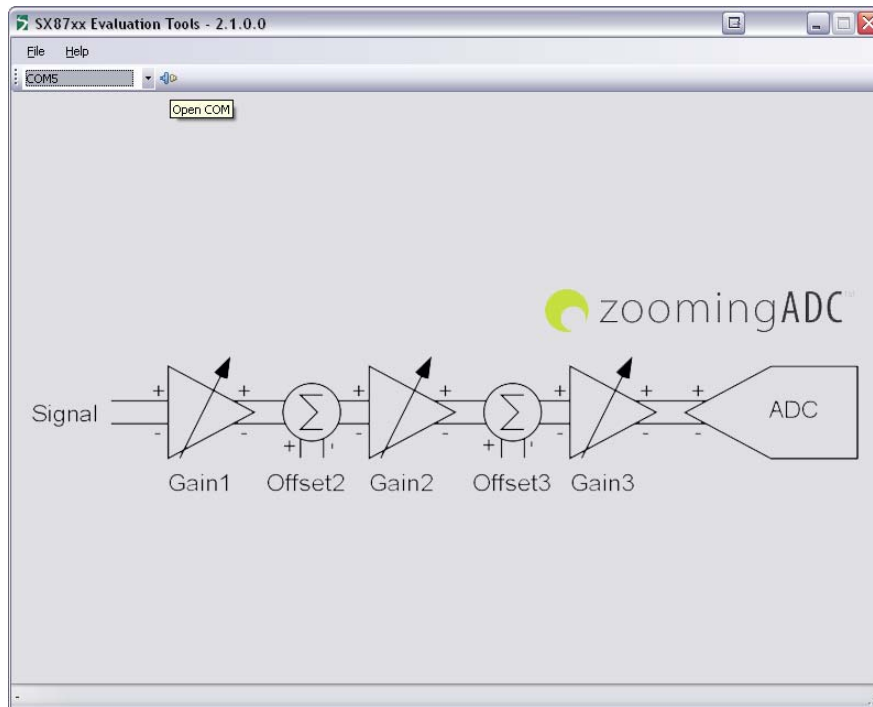 SX87xx Evaluation Tools - 2.1.0.0
File Help
COM5
Open COM
zoomingADC™
Signal
+ + + + + +
Σ Σ
ADC
- - - - - -
+ ' + '
Gain1 Offset2 Gain2 Offset3 Gain3
-